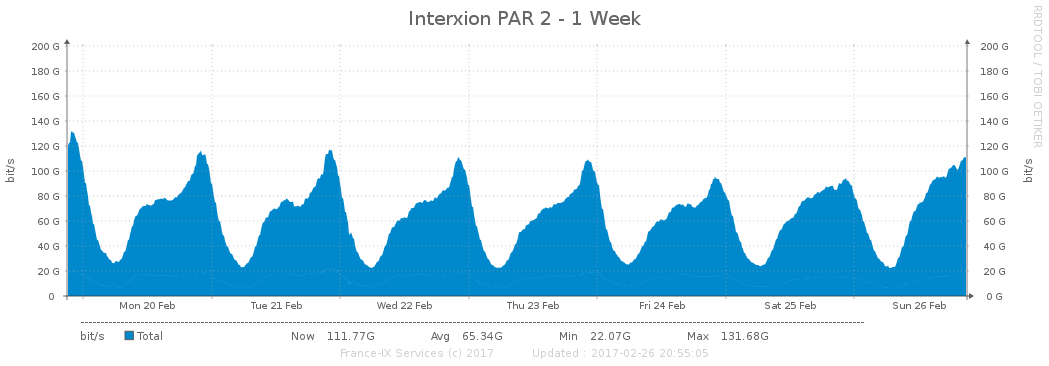 Interxion PAR 2 - 1 Week
RRDTOOL / TOBI OETIKER
bit/s
200 G 200 G
180 G 180 G
160 G 160 G
140 G 140 G
120 G 120 G
100 G 100 G
80 G 80 G
60 G 60 G
40 G 40 G
20 G 20 G
0 0 G
bit/s
Mon 20 Feb Tue 21 Feb Wed 22 Feb Thu 23 Feb Fri 24 Feb Sat 25 Feb Sun 26 Feb
bit/s Total Now 111.77G Avg 65.34G Min 22.07G Max 131.68G
France-IX Services (c) 2017 Updated : 2017-02-26 20:55:05